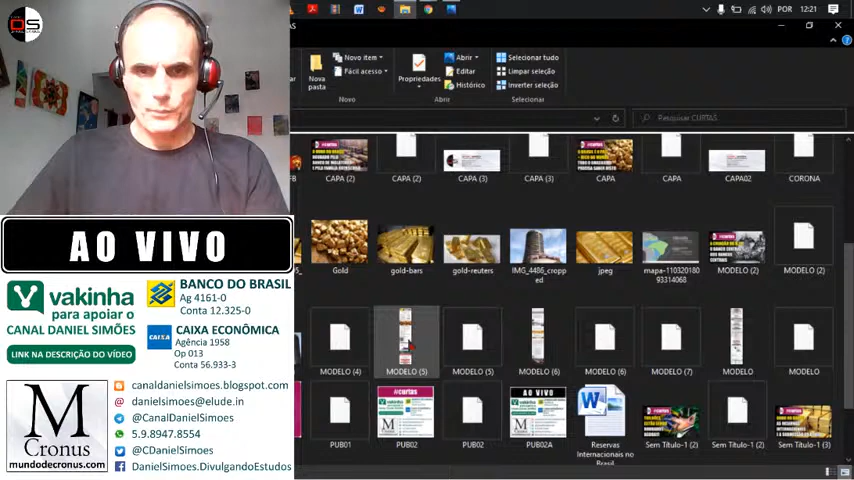 OS
POR
12:21
Nova
pasta
Novo item
Fácil acesso
Novo
Propriedades
Abrir
Editar
Histórico
Abrir
Selecionar tudo
Limpar seleção
Inverter seleção
Selecionar
Pesquisar CURTAS
CAPA (2)
CAPA (2)
CAPA (3)
CAPA (3)
CAPA
CAPA
CAPA02
CORONA
Gold
gold-bars
gold-reuters
IMG_4486_cropp
ed
jpeg
mapa-110320180
93314068
MODELO (2)
MODELO (2)
MODELO (4)
MODELO (5)
MODELO (5)
MODELO (6)
MODELO (6)
MODELO (7)
MODELO
MODELO
PUB01
PUB02
PUB02
PUB02A
Reservas
Internacionais no
Brasil
Sem Título-1 (2)
Sem Título-1 (2)
Sem Título-1 (3)
#curtas
AO VIVO
AO VIVO
vakinha
para apoiar o
CANAL DANIEL SIMÕES
LINK NA DESCRIÇÃO DO VÍDEO
BANCO DO BRASIL
Ag 4161-0
Conta 12.325-0
CAIXA
CAIXA ECONÔMICA
Agência 1958
Op 013
Conta 56.933-3
M
Cronus
mundodecronus.com
canaldanielsimoes.blogspot.com
danielsimoes@elude.in
@CanalDanielSimoes
5.9.8947.8554
@CDanielSimoes
DanielSimoes.DivulgandoEstudos